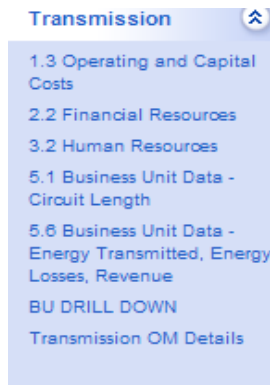 Transmission
1.3 Operating and Capital
Costs
2.2 Financial Resources
3.2 Human Resources
5.1 Business Unit Data -
Circuit Length
5.6 Business Unit Data -
Energy Transmitted, Energy
Losses, Revenue
BU DRILL DOWN
Transmission OM Details